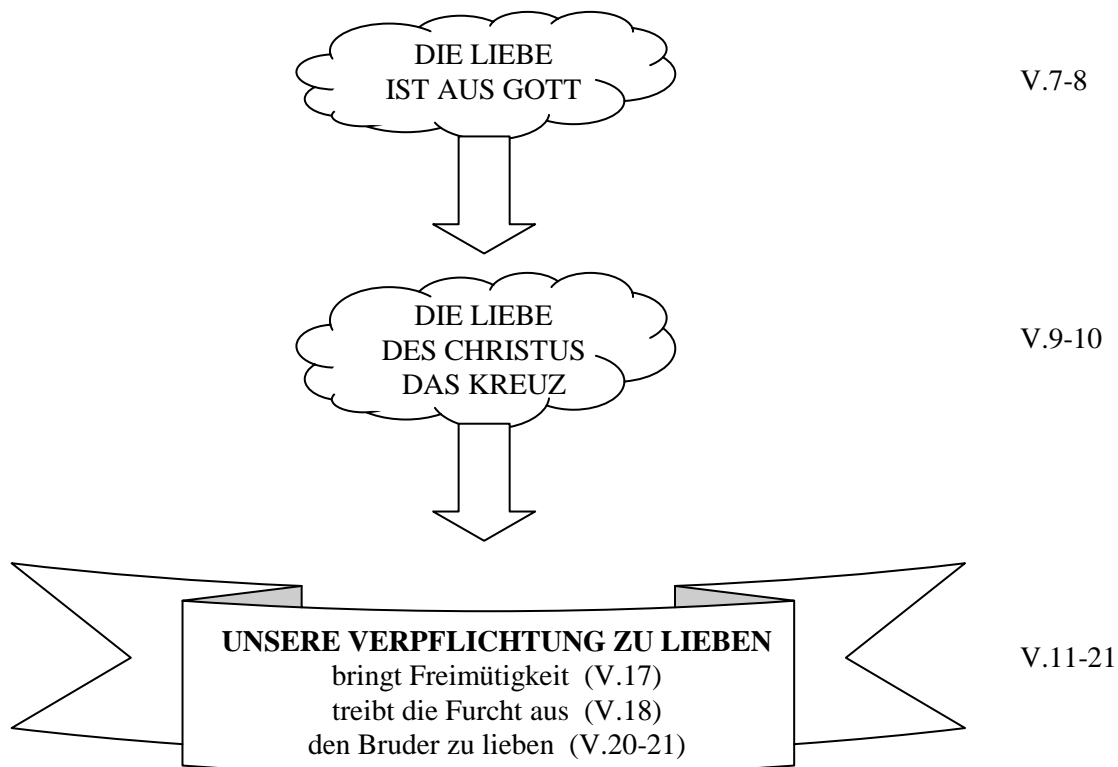 DIE LIEBE
IST AUS GOTT
V.7-8
DIE LIEBE
DES CHRISTUS
DAS KREUZ
V.9-10
UNSERE VERPFLICHTUNG ZU LIEBEN
bringt Freimütigkeit (V.17)
treibt die Furcht aus (V.18)
den Bruder zu lieben (V.20-21)
V.11-21